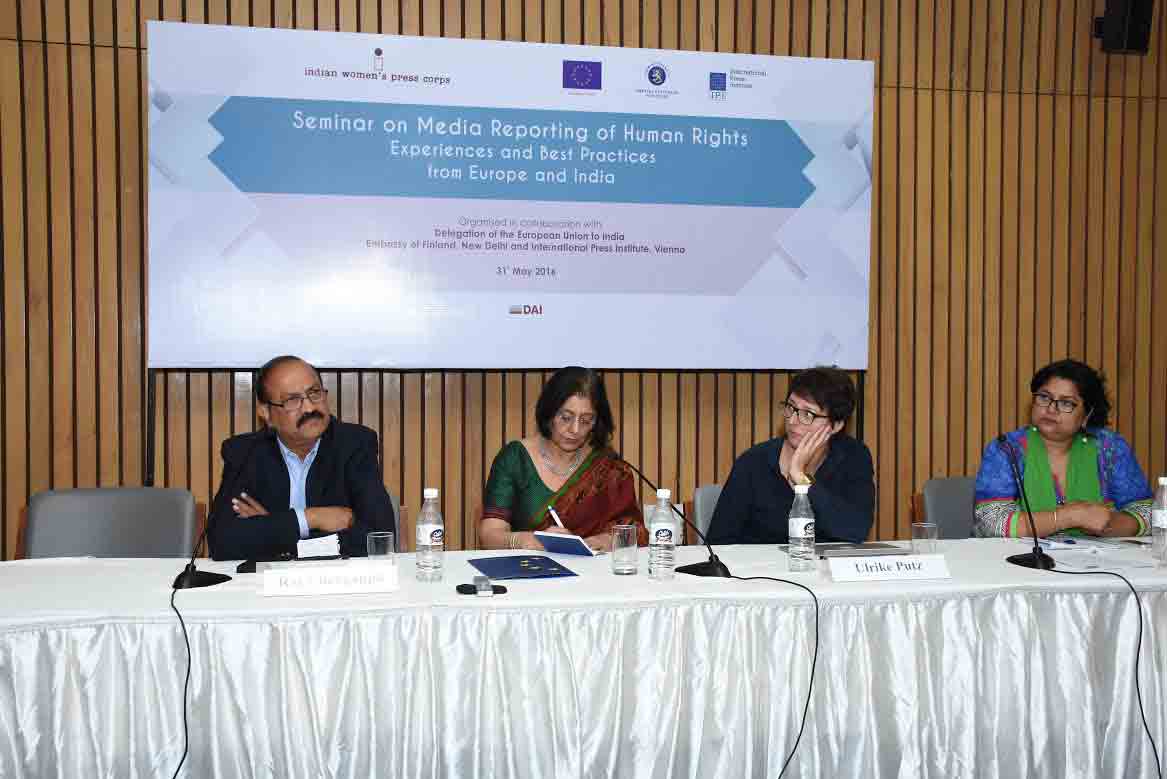 indian women's press corps
International
Press
Institute
IPI
Seminar on Media Reporting of Human Rights
Experiences and Best Practices
from Europe and India
Organised in collaboration with
Delegation of the European Union to India
Embassy of Finland, New Delhi and International Press Institute, Vienna
31st May 2016
DAI
Ulrike Putz